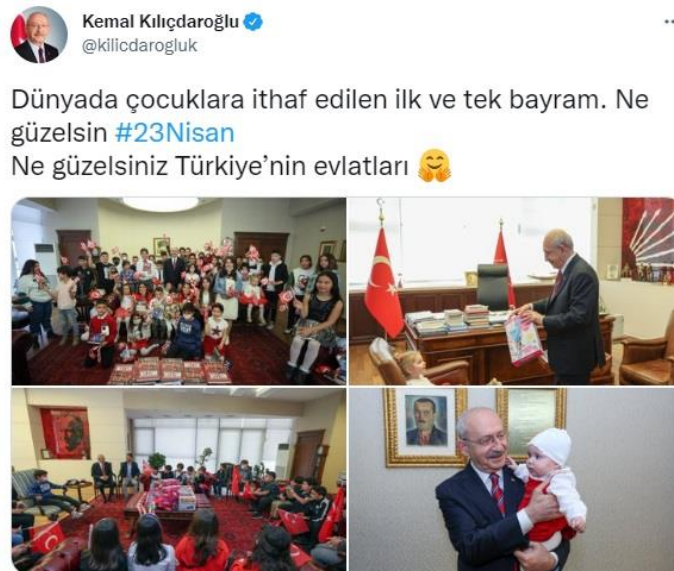 Kemal Kılıçdaroğlu
@kilicdarogluk
Dünyada çocuklara ithaf edilen ilk ve tek bayram. Ne
güzelsin #23Nisan
Ne güzelsiniz Türkiye’nin evlatları 🤗